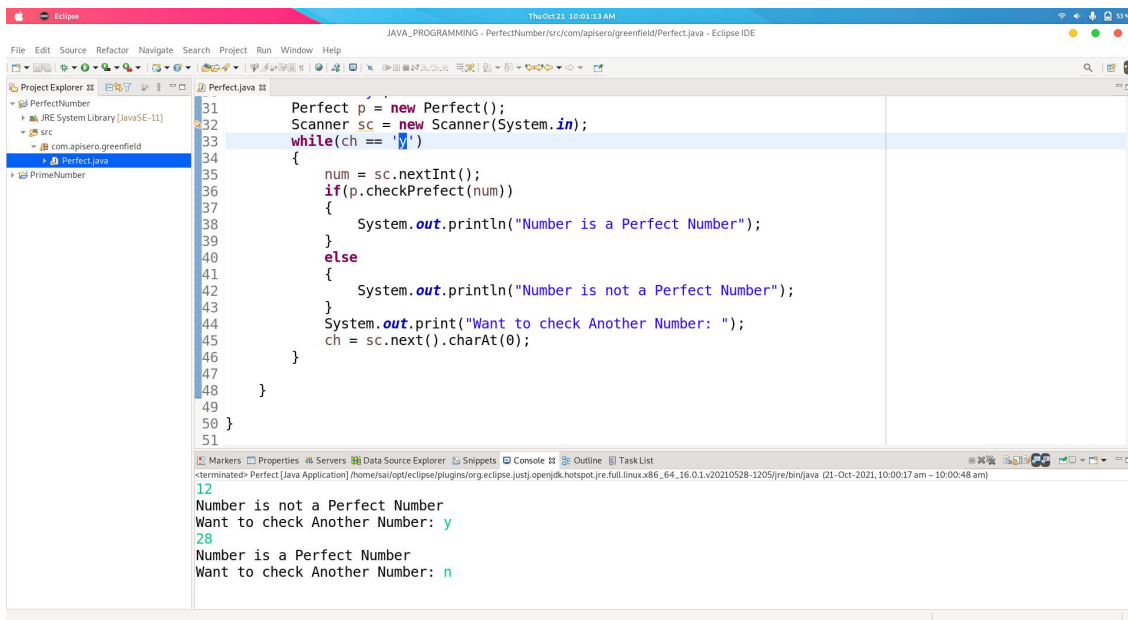 Eclipse
Thu Oct 21 10:01:13 AM
53%
JAVA_PROGRAMMING - PerfectNumber/src/com/apisero/greenfield/Perfect.java - Eclipse IDE
File Edit Source Refactor Navigate Search Project Run Window Help
Project Explorer
Perfect.java
PerfectNumber
JRE System Library [JavaSE-11]
src
com.apisero.greenfield
Perfect.java
PrimeNumber
31 Perfect p = new Perfect();
32 Scanner sc = new Scanner(System.in);
33 while(ch == 'y')
34 {
35 num = sc.nextInt();
36 if(p.checkPrefect(num))
37 {
38 System.out.println("Number is a Perfect Number");
39 }
40 else
41 {
42 System.out.println("Number is not a Perfect Number");
43 }
44 System.out.print("Want to check Another Number: ");
45 ch = sc.next().charAt(0);
46 }
47
48 }
49
50 }
51
Markers Properties Servers Data Source Explorer Snippets Console Outline Task List
<terminated> Perfect [Java Application] /home/sai/opt/eclipse/plugins/org.eclipse.justj.openjdk.hotspot.jre.full.linux.x86_64_16.0.1.v20210528-1205/jre/bin/java (21-Oct-2021, 10:00:17 am – 10:00:48 am)
12
Number is not a Perfect Number
Want to check Another Number: y
28
Number is a Perfect Number
Want to check Another Number: n